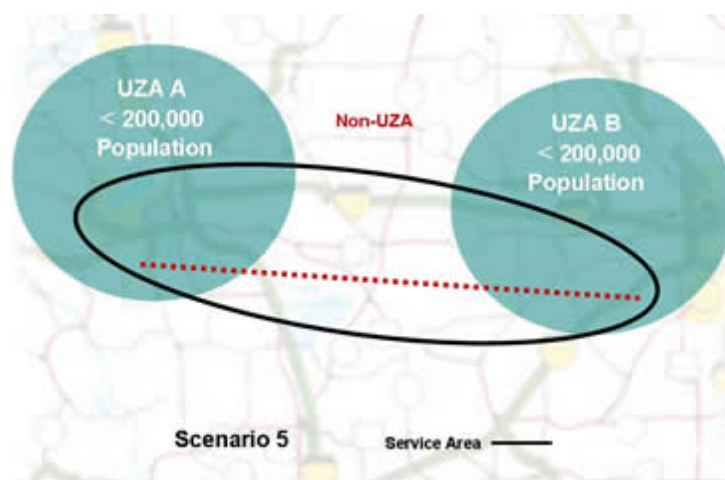 UZA A
< 200,000
Population
Non-UZA
UZA B
< 200,000
Population
Scenario 5
Service Area